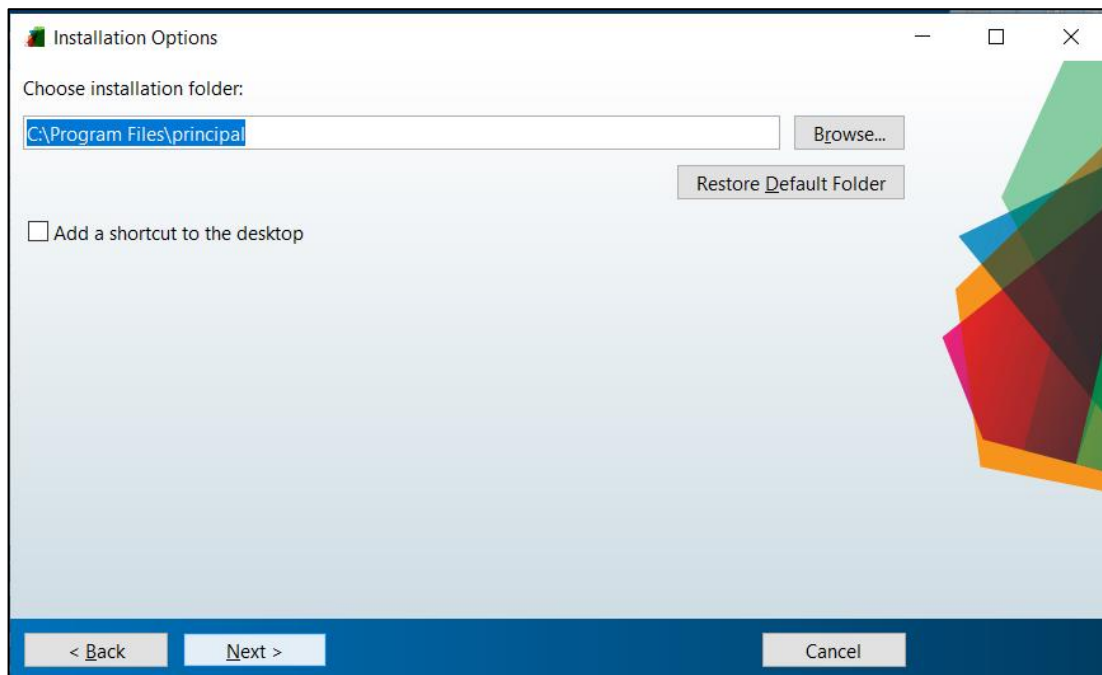 Installation Options
Choose installation folder:
C:\Program Files\principal
Browse...
Restore Default Folder
Add a shortcut to the desktop
< Back
Next >
Cancel